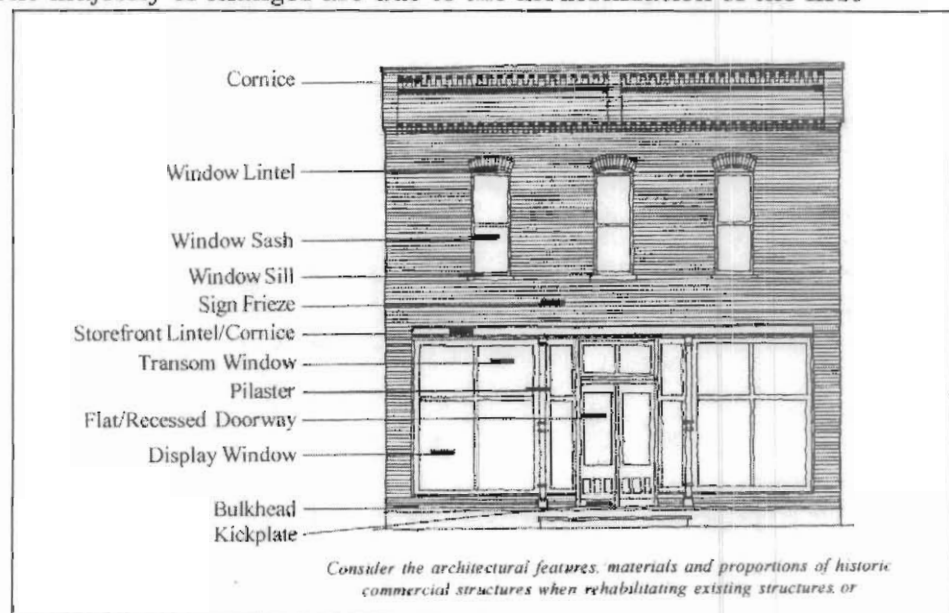 Cornice
Window Lintel
Window Sash
Window Sill
Sign Frieze
Storefront Lintel/Cornice
Transom Window
Pilaster
Flat/Recessed Doorway
Display Window
Bulkhead
Kickplate
Consider the architectural features, materials and proportions of historic
commercial structures when rehabilitating existing structures, or